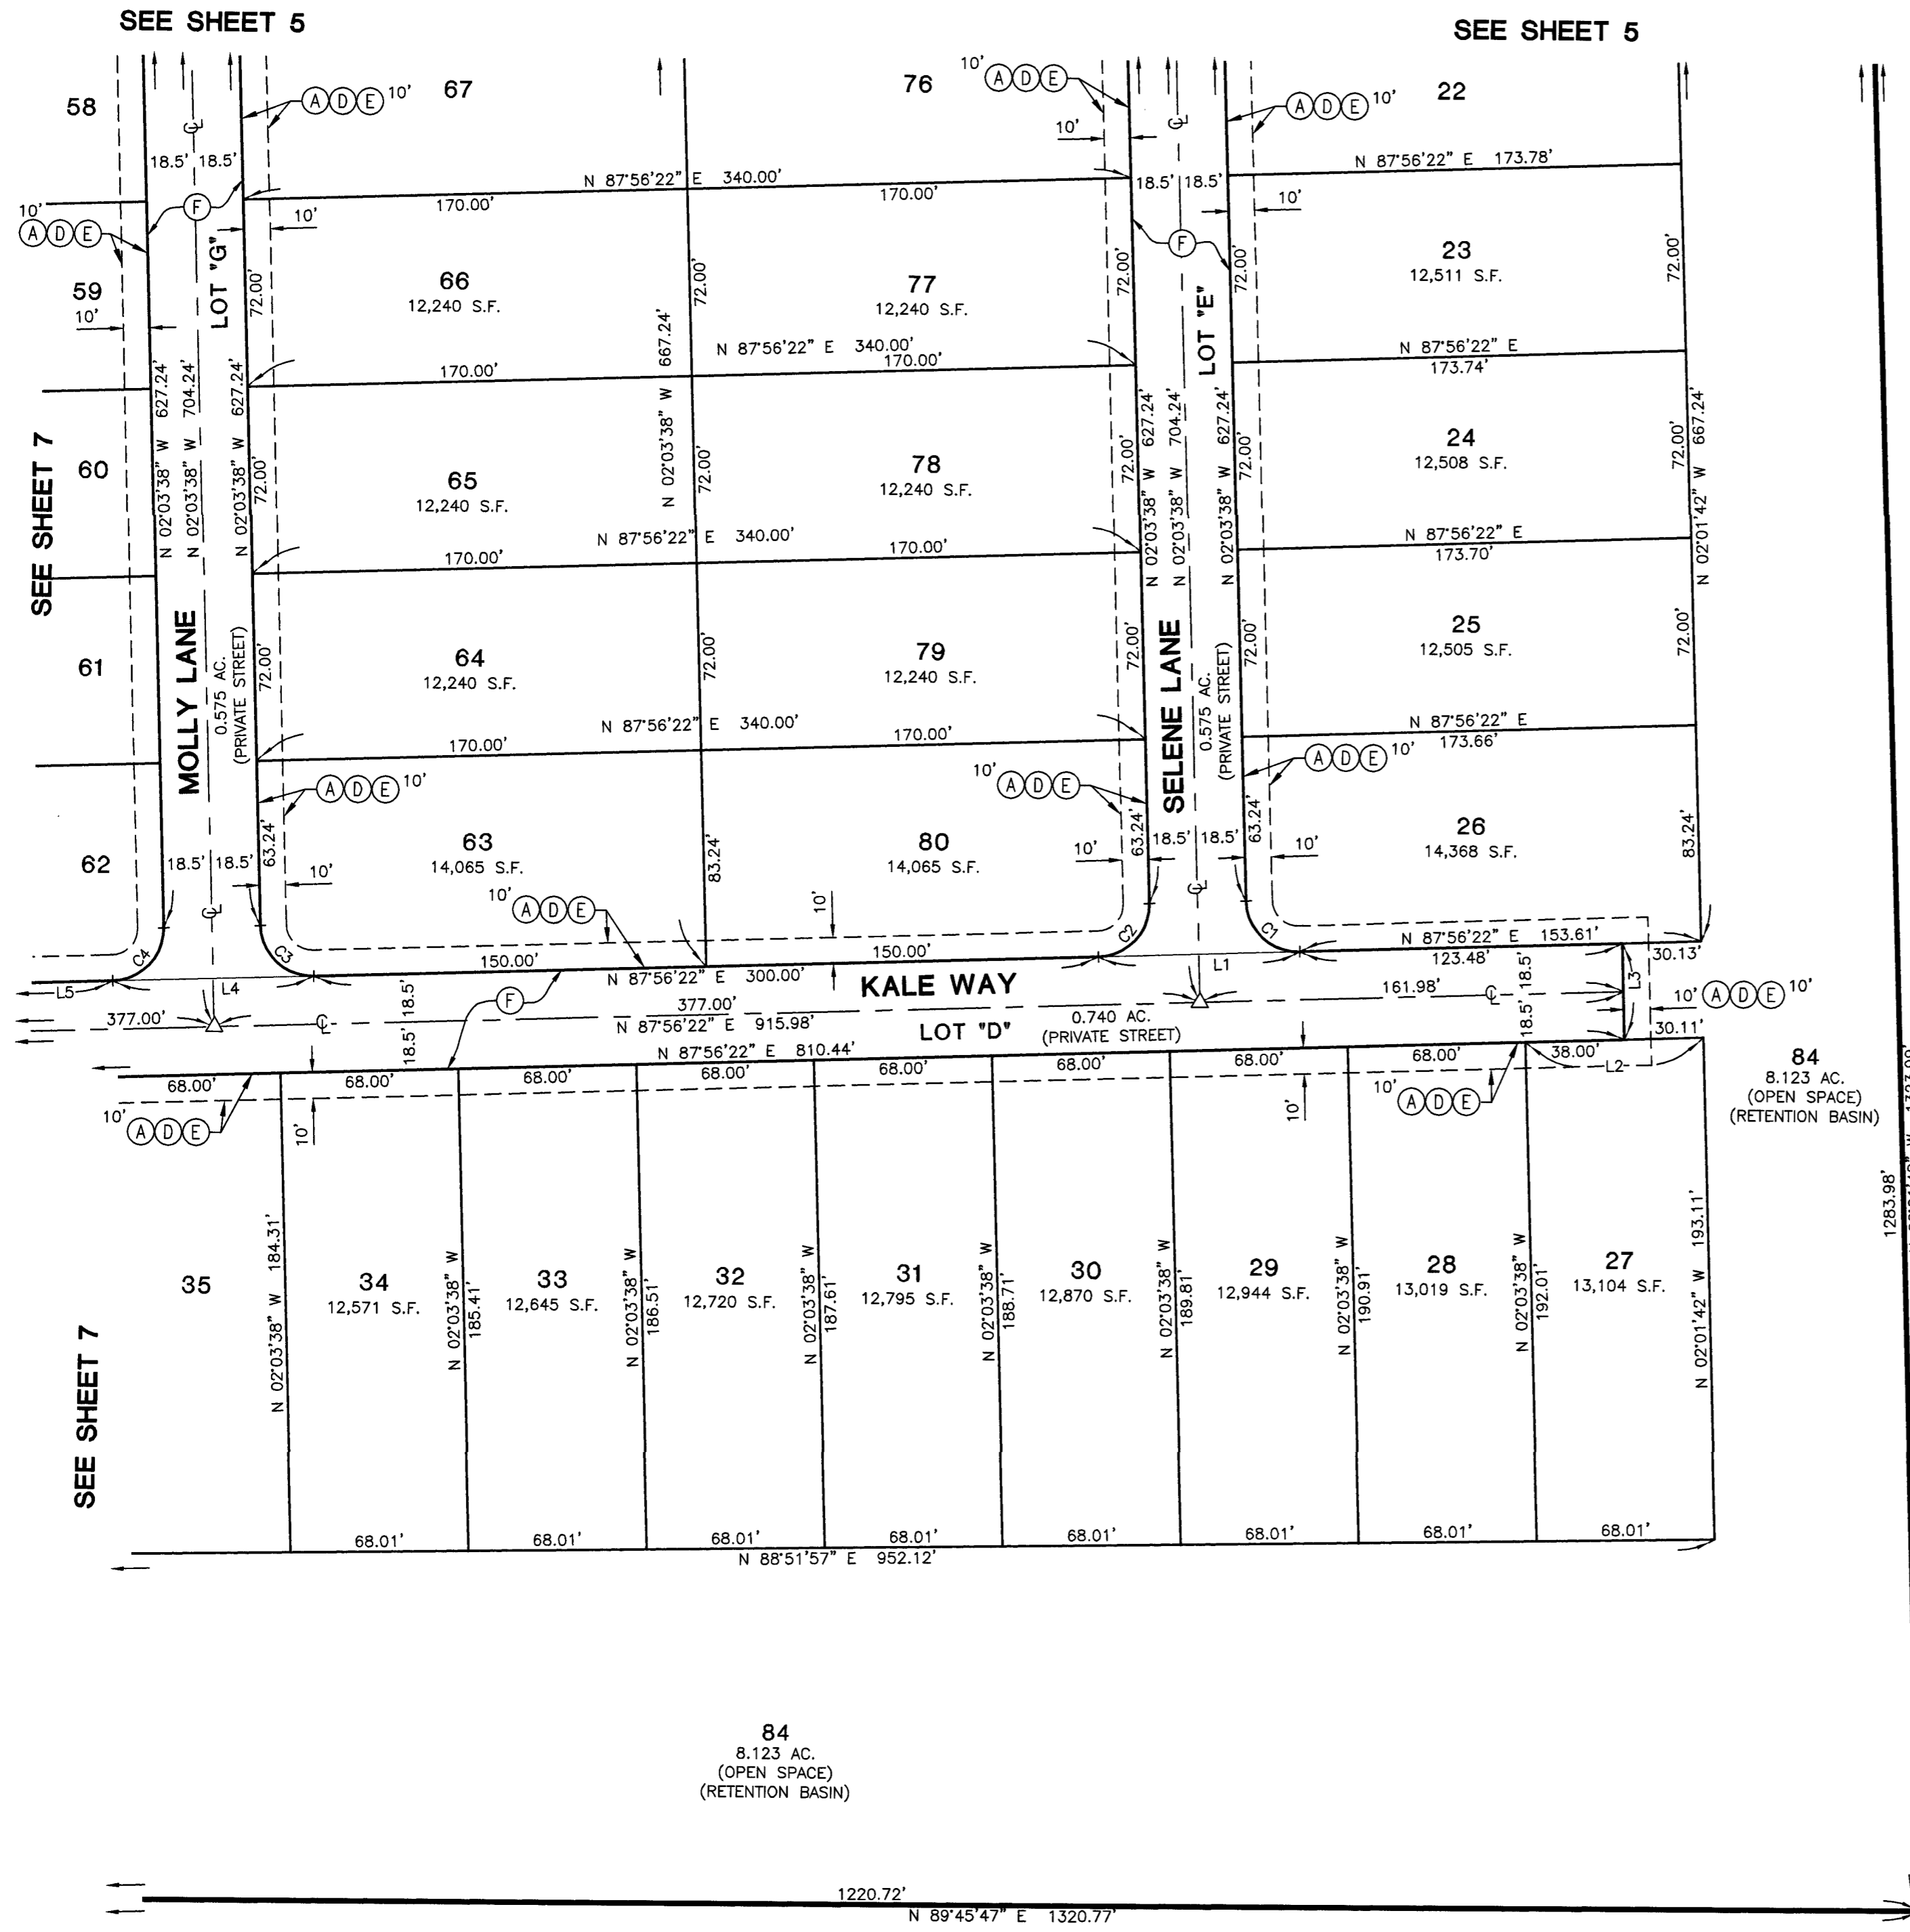 SEE SHEET 5
SEE SHEET 5
58
A D E 10'
67
76
10' A D E
10'
A D E 10'
22
18.5' 18.5'
N 87°56'22" E 340.00'
170.00'
170.00'
18.5' 18.5'
N 87°56'22" E 173.78'
10'
A D E
F
10'
F
10'
LOT "G"
LOT "E"
59
10'
72.00'
66
12,240 S.F.
72.00'
77
12,240 S.F.
72.00'
72.00'
23
12,511 S.F.
72.00'
N 87°56'22" E 340.00'
170.00'
170.00'
N 87°56'22" E
173.74'
SEE SHEET 7
60
N 02°03'38" W 627.24'
N 02°03'38" W 704.24'
N 02°03'38" W 627.24'
72.00'
65
12,240 S.F.
N 02°03'38" W 667.24'
72.00'
78
12,240 S.F.
72.00'
N 02°03'38" W 627.24'
N 02°03'38" W 704.24'
N 02°03'38" W 627.24'
72.00'
24
12,508 S.F.
72.00'
N 02°01'42" W 667.24'
N 87°56'22" E 340.00'
170.00'
170.00'
N 87°56'22" E
173.70'
61
MOLLY LANE
0.575 AC.
(PRIVATE STREET)
72.00'
64
12,240 S.F.
72.00'
79
12,240 S.F.
72.00'
SELENE LANE
0.575 AC.
(PRIVATE STREET)
72.00'
25
12,505 S.F.
72.00'
N 87°56'22" E 340.00'
170.00'
170.00'
N 87°56'22" E
173.66'
A D E 10'
10' A D E
A D E 10'
62
18.5' 18.5'
63.24'
10'
63
14,065 S.F.
83.24'
80
14,065 S.F.
10'
63.24'
18.5' 18.5'
63.24'
10'
26
14,368 S.F.
83.24'
10' A D E
10'
C4
C3
C2
C1
150.00'
N 87°56'22" E 300.00'
150.00'
N 87°56'22" E 153.61'
123.48'
30.13'
L5
L4
L1
L3
F
KALE WAY
18.5' 18.5'
377.00'
377.00'
N 87°56'22" E 915.98'
LOT "D"
0.740 AC.
(PRIVATE STREET)
161.98'
18.5'
18.5'
10' A D E 10'
N 87°56'22" E 810.44'
30.11'
38.00'
L2
68.00'
68.00'
68.00'
68.00'
68.00'
68.00'
68.00'
68.00'
10' A D E
10'
10'
10' A D E
84
8.123 AC.
(OPEN SPACE)
(RETENTION BASIN)
1283.98'
35
N 02°03'38" W 184.31'
34
12,571 S.F.
N 02°03'38" W
185.41'
33
12,645 S.F.
N 02°03'38" W
186.51'
32
12,720 S.F.
N 02°03'38" W
187.61'
31
12,795 S.F.
N 02°03'38" W
188.71'
30
12,870 S.F.
N 02°03'38" W
189.81'
29
12,944 S.F.
N 02°03'38" W
190.91'
28
13,019 S.F.
N 02°03'38" W
192.01'
27
13,104 S.F.
N 02°01'42" W 193.11'
SEE SHEET 7
68.01'
68.01'
68.01'
68.01'
68.01'
68.01'
68.01'
68.01'
N 88°51'57" E 952.12'
84
8.123 AC.
(OPEN SPACE)
(RETENTION BASIN)
1220.72'
N 89°45'47" E 1320.77'